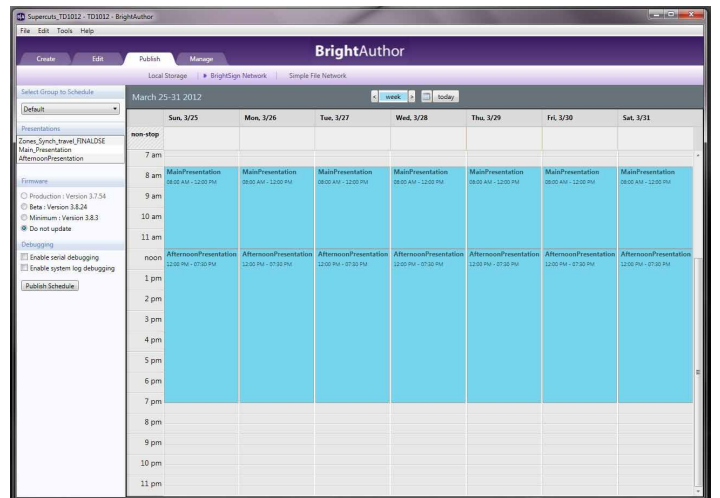 Supercuts_TD1012 - TD1012 - BrightAuthor
File Edit Tools Help
BrightAuthor
Create Edit Publish Manage
Local Storage BrightSign Network Simple File Network
Select Group to Schedule
Default
Presentations
Zones_Synch_travel_FINALDSE
Main_Presentation
AfternoonPresentation
Firmware
Production : Version 3.7.54
Beta : Version 3.8.24
Minimum : Version 3.8.3
Do not update
Debugging
Enable serial debugging
Enable system log debugging
Publish Schedule
March 25-31 2012 < week > today
Sun, 3/25 Mon, 3/26 Tue, 3/27 Wed, 3/28 Thu, 3/29 Fri, 3/30 Sat, 3/31
non-stop
7 am
8 am MainPresentation MainPresentation MainPresentation MainPresentation MainPresentation MainPresentation MainPresentation
08:00 AM - 12:00 PM 08:00 AM - 12:00 PM 08:00 AM - 12:00 PM 08:00 AM - 12:00 PM 08:00 AM - 12:00 PM 08:00 AM - 12:00 PM 08:00 AM - 12:00 PM
9 am
10 am
11 am
noon AfternoonPresentation AfternoonPresentation AfternoonPresentation AfternoonPresentation AfternoonPresentation AfternoonPresentation AfternoonPresentation
12:00 PM - 07:30 PM 12:00 PM - 07:30 PM 12:00 PM - 07:30 PM 12:00 PM - 07:30 PM 12:00 PM - 07:30 PM 12:00 PM - 07:30 PM 12:00 PM - 07:30 PM
1 pm
2 pm
3 pm
4 pm
5 pm
6 pm
7 pm
8 pm
9 pm
10 pm
11 pm